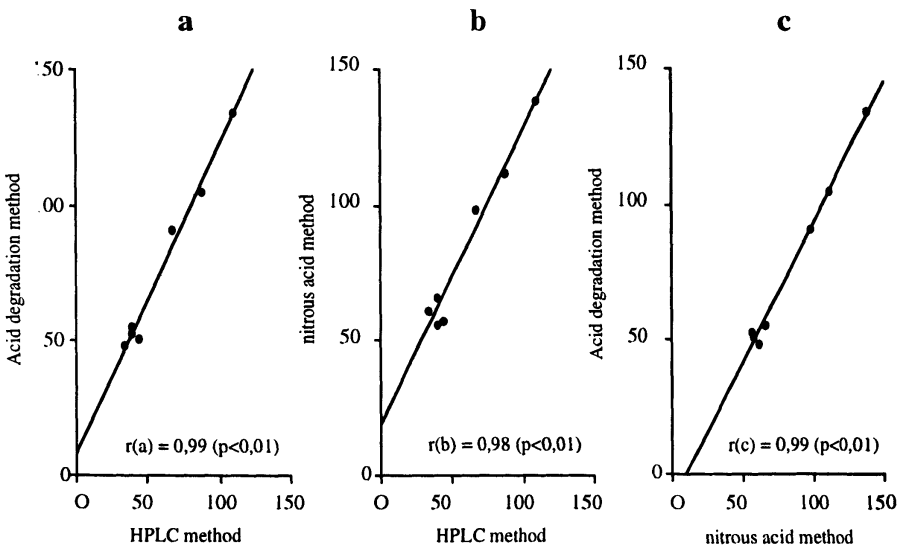 a
b
c
150
150
150
100
100
100
50
50
50
0
0
0
Acid degradation method
nitrous acid method
Acid degradation method
r(a) = 0,99 (p<0,01)
r(b) = 0,98 (p<0,01)
r(c) = 0,99 (p<0,01)
O 50 100 150
O 50 100 150
O 50 100 150
HPLC method
HPLC method
nitrous acid method